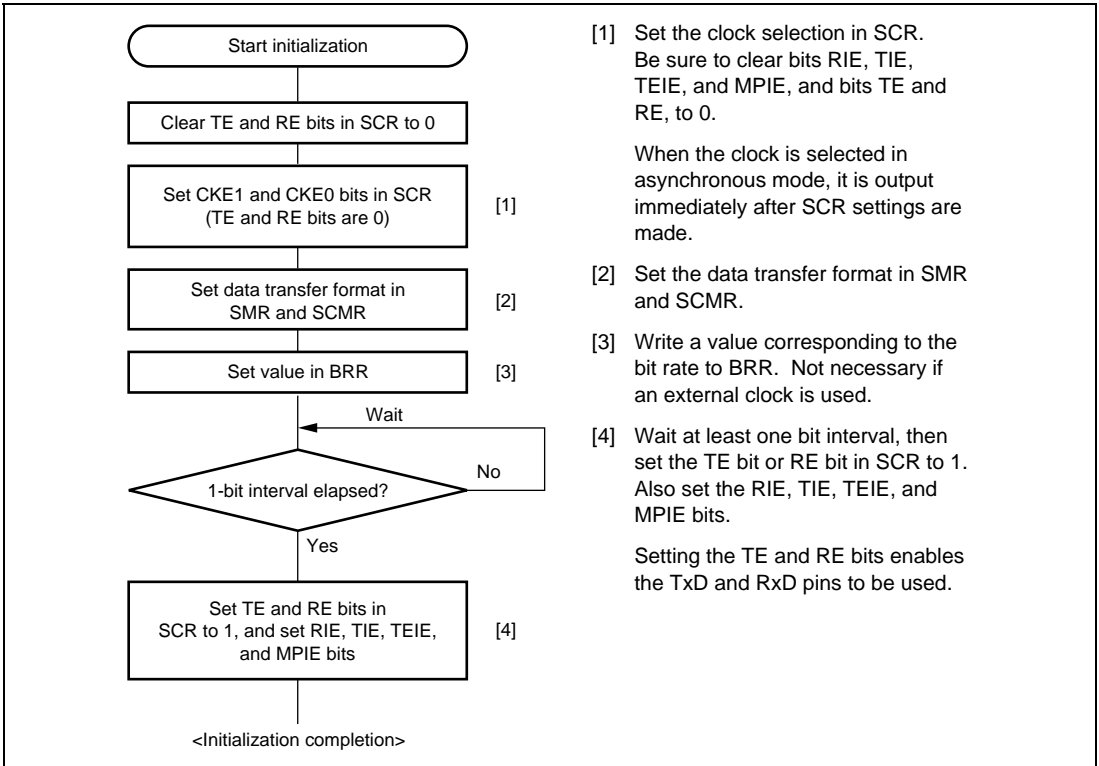 Start initialization
Clear TE and RE bits in SCR to 0
Set CKE1 and CKE0 bits in SCR
(TE and RE bits are 0)
[1]
Set data transfer format in
SMR and SCMR
[2]
Set value in BRR
[3]
Wait
1-bit interval elapsed?
No
Yes
Set TE and RE bits in
SCR to 1, and set RIE, TIE, TEIE,
and MPIE bits
[4]
<Initialization completion>
[1] Set the clock selection in SCR.
Be sure to clear bits RIE, TIE,
TEIE, and MPIE, and bits TE and
RE, to 0.
When the clock is selected in
asynchronous mode, it is output
immediately after SCR settings are
made.
[2] Set the data transfer format in SMR
and SCMR.
[3] Write a value corresponding to the
bit rate to BRR. Not necessary if
an external clock is used.
[4] Wait at least one bit interval, then
set the TE bit or RE bit in SCR to 1.
Also set the RIE, TIE, TEIE, and
MPIE bits.
Setting the TE and RE bits enables
the TxD and RxD pins to be used.